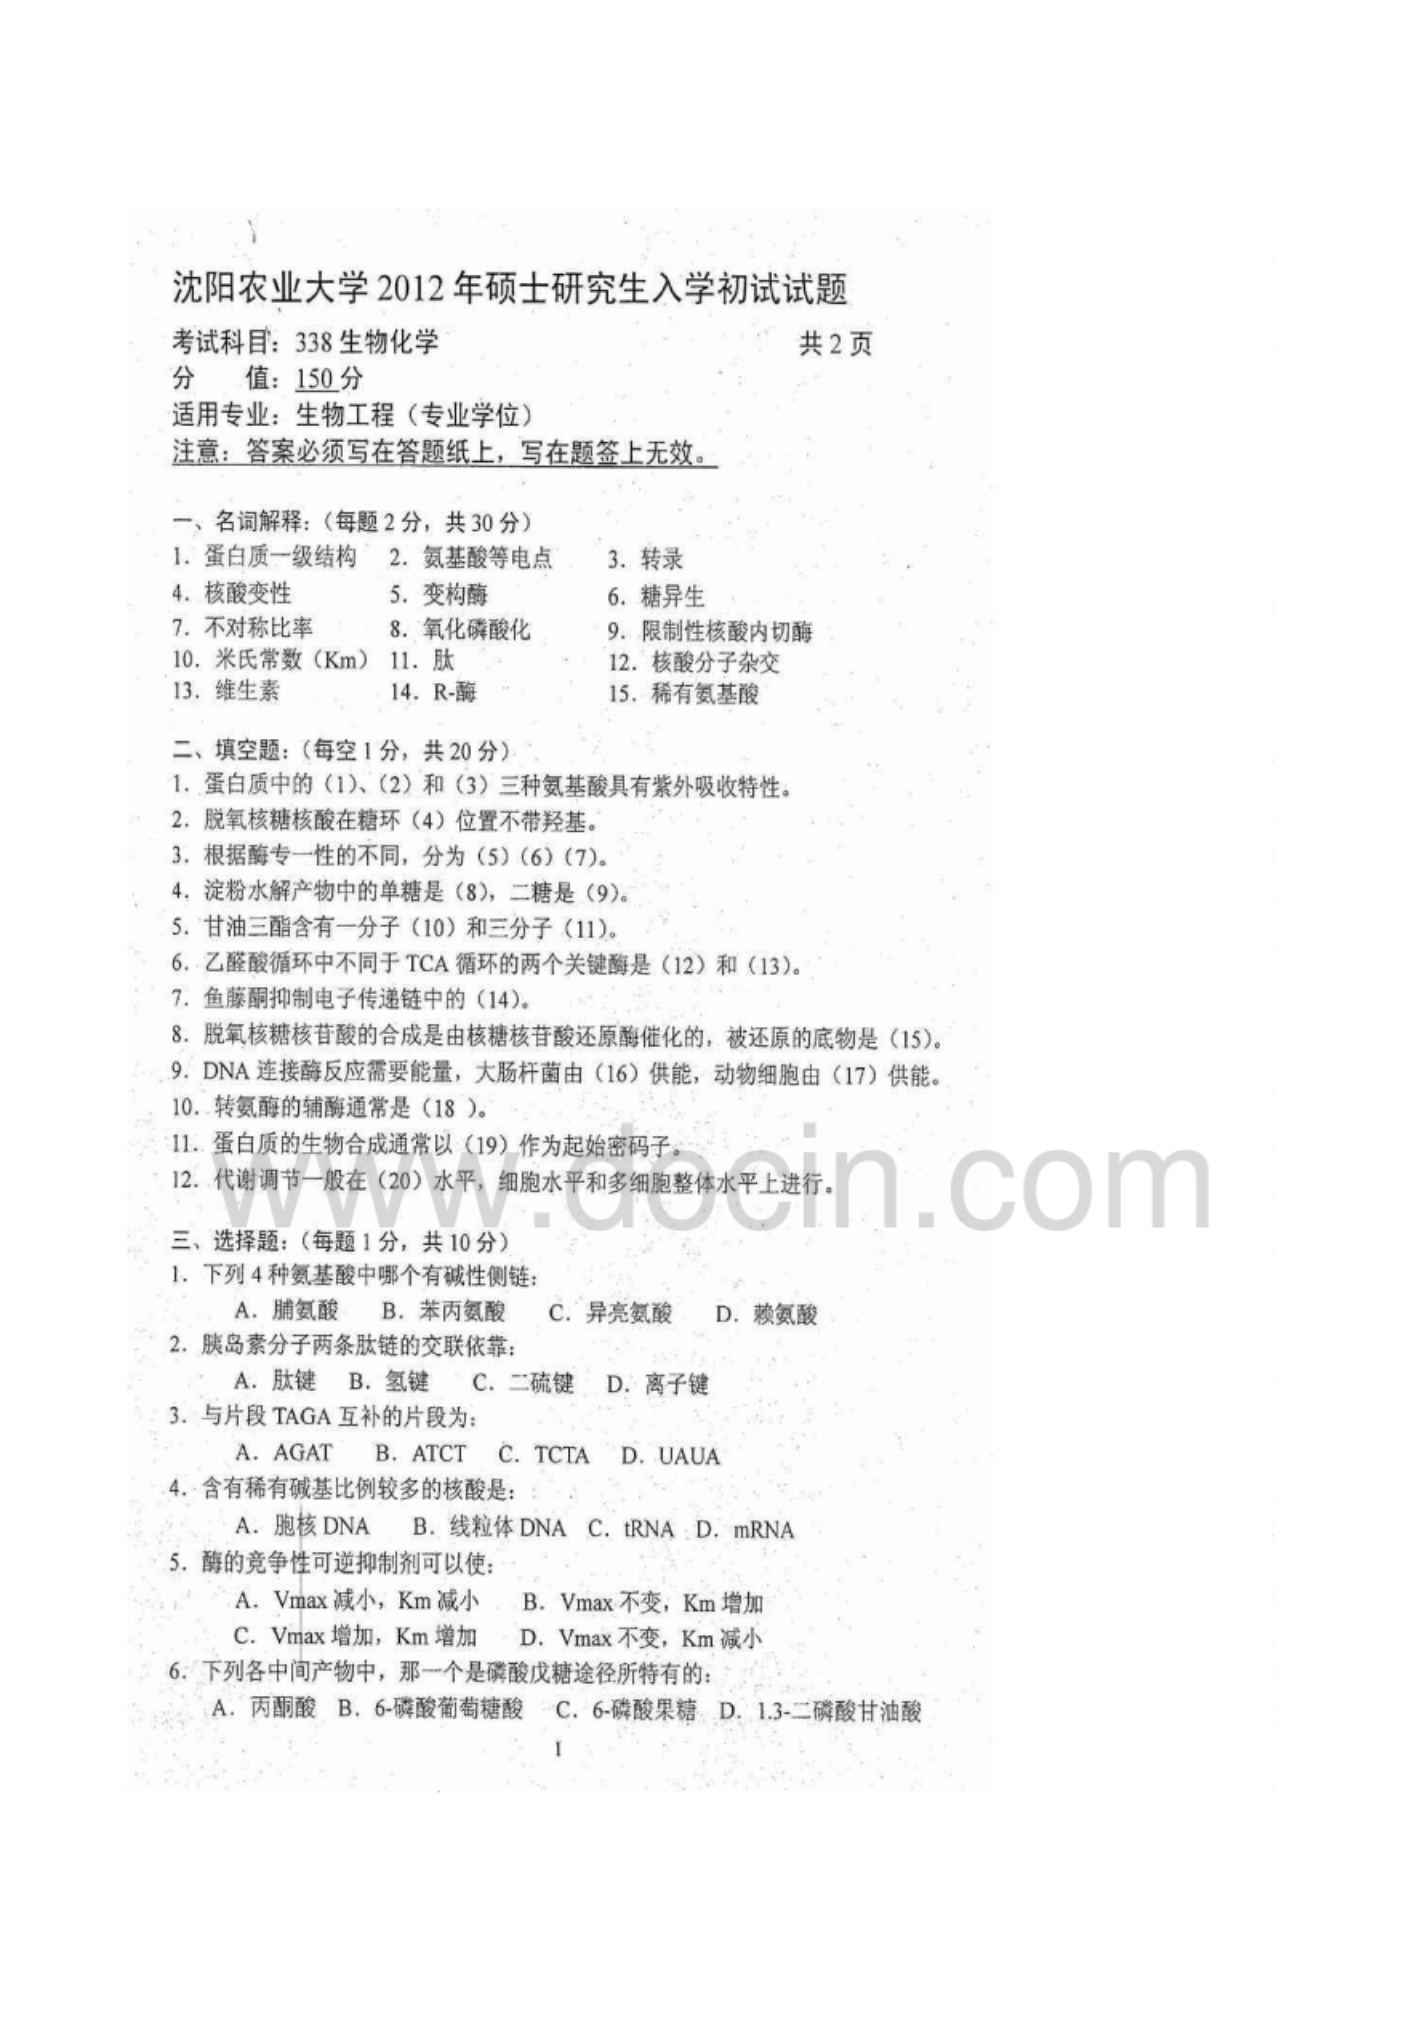 沈阳农业大学2012年硕士研究生入学初试试题
考试科目：338生物化学 共2页
分 值：150分
适用专业：生物工程（专业学位）
注意：答案必须写在答题纸上，写在题签上无效。
一、名词解释：（每题2分，共30分）
1．蛋白质一级结构 2．氨基酸等电点 3．转录
4．核酸变性 5．变构酶 6．糖异生
7．不对称比率 8．氧化磷酸化 9．限制性核酸内切酶
10．米氏常数（Km） 11．肽 12．核酸分子杂交
13．维生素 14．R-酶 15．稀有氨基酸
二、填空题：（每空1分，共20分）
1．蛋白质中的（1）、（2）和（3）三种氨基酸具有紫外吸收特性。
2．脱氧核糖核酸在糖环（4）位置不带羟基。
3．根据酶专一性的不同，分为（5）（6）（7）。
4．淀粉水解产物中的单糖是（8），二糖是（9）。
5．甘油三酯含有一分子（10）和三分子（11）。
6．乙醛酸循环中不同于TCA循环的两个关键酶是（12）和（13）。
7．鱼藤酮抑制电子传递链中的（14）。
8．脱氧核糖核苷酸的合成是由核糖核苷酸还原酶催化的，被还原的底物是（15）。
9．DNA连接酶反应需要能量，大肠杆菌由（16）供能，动物细胞由（17）供能。
10．转氨酶的辅酶通常是（18 ）。
11．蛋白质的生物合成通常以（19）作为起始密码子。
12．代谢调节一般在（20）水平，细胞水平和多细胞整体水平上进行。
www.docin.com
三、选择题：（每题1分，共10分）
1．下列4种氨基酸中哪个有碱性侧链：
A．脯氨酸 B．苯丙氨酸 C．异亮氨酸 D．赖氨酸
2．胰岛素分子两条肽链的交联依靠：
A．肽键 B．氢键 C．二硫键 D．离子键
3．与片段TAGA互补的片段为：
A．AGAT B．ATCT C．TCTA D．UAUA
4．含有稀有碱基比例较多的核酸是：
A．胞核DNA B．线粒体DNA C．tRNA D．mRNA
5．酶的竞争性可逆抑制剂可以使：
A．Vmax减小，Km减小 B．Vmax不变，Km增加
C．Vmax增加，Km增加 D．Vmax不变，Km减小
6．下列各中间产物中，那一个是磷酸戊糖途径所特有的：
A．丙酮酸 B．6-磷酸葡萄糖酸 C．6-磷酸果糖 D．1.3-二磷酸甘油酸
1